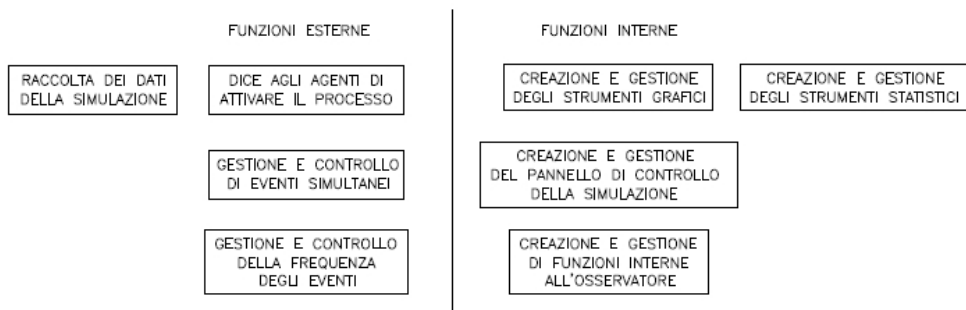 FUNZIONI ESTERNE
FUNZIONI INTERNE
RACCOLTA DEI DATI
DELLA SIMULAZIONE
DICE AGLI AGENTI DI
ATTIVARE IL PROCESSO
CREAZIONE E GESTIONE
DEGLI STRUMENTI GRAFICI
CREAZIONE E GESTIONE
DEGLI STRUMENTI STATISTICI
GESTIONE E CONTROLLO
DI EVENTI SIMULTANEI
CREAZIONE E GESTIONE
DEL PANNELLO DI CONTROLLO
DELLA SIMULAZIONE
GESTIONE E CONTROLLO
DELLA FREQUENZA
DEGLI EVENTI
CREAZIONE E GESTIONE
DI FUNZIONI INTERNE
ALL'OSSERVATORE